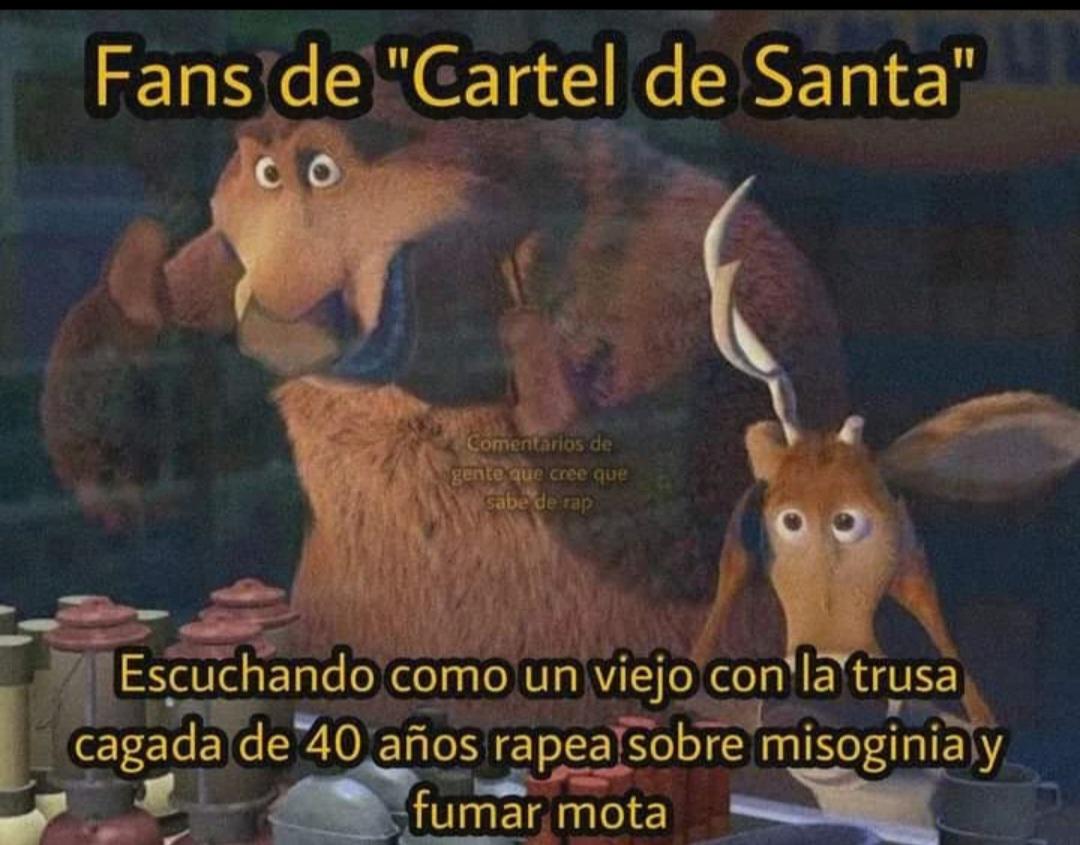 Fans de "Cartel de Santa"
Comentarios de
gente que cree que
sabe de rap
Escuchando como un viejo con la trusa
cagada de 40 años rapea sobre misoginia y
fumar mota